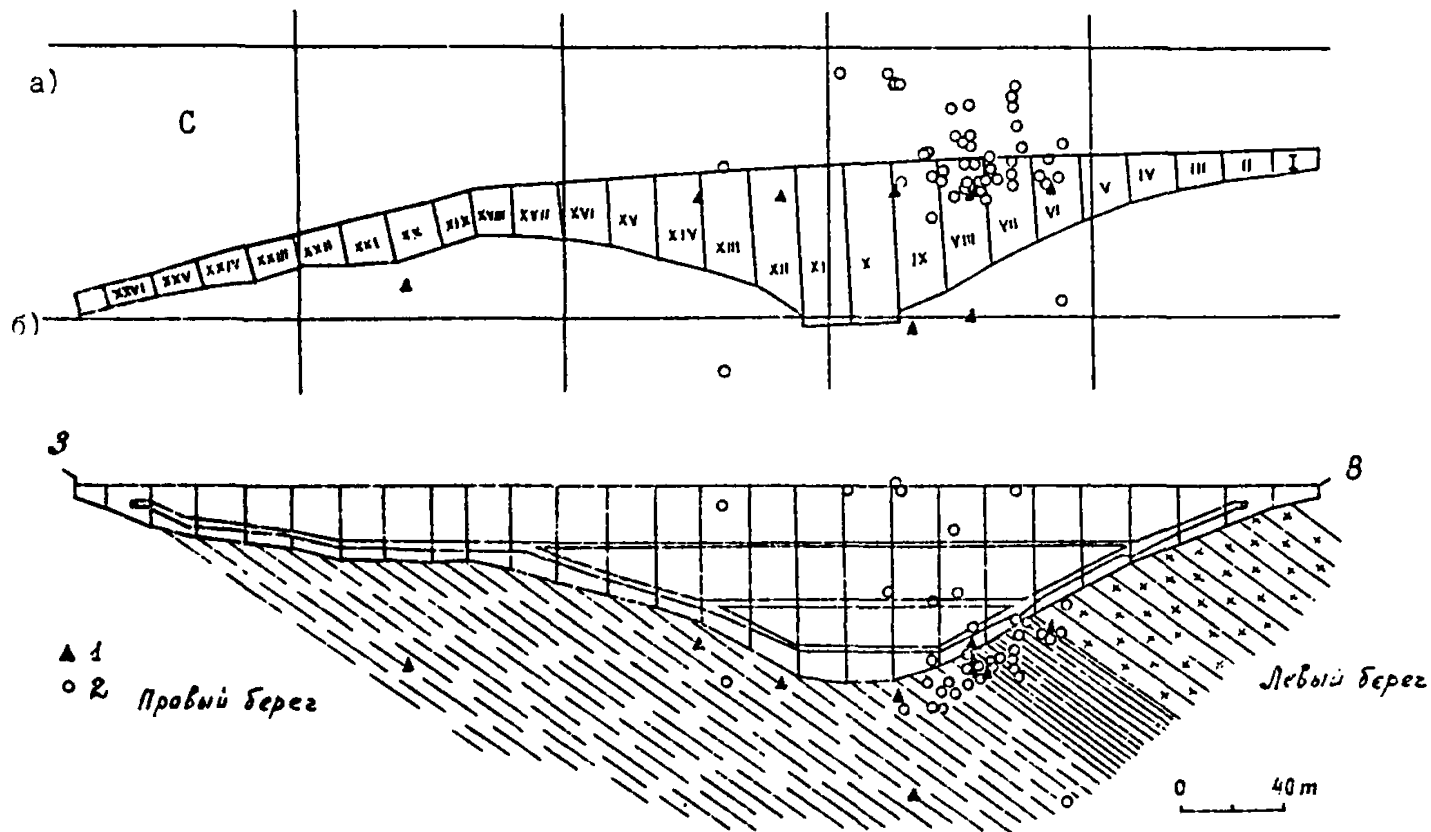 а)
С
XXVI XXV XXIV XXIII XXII XXI XX XIX XVIII XVII XVI XV XIV XIII XII XI X IX VIII VII VI V IV III II I
б)
З
В
1
2
Правый берег
Левый берег
0 40 m